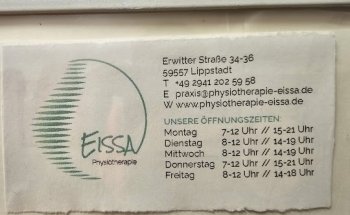 Erwitter Straße 34-36
59557 Lippstadt
T +49 2941 202 59 58
E praxis@physiotherapie-eissa.de
W www.physiotherapie-eissa.de
EISSA
Physiotherapie
UNSERE ÖFFNUNGSZEITEN:
Montag 7-12 Uhr // 15-21 Uhr
Dienstag 8-12 Uhr // 14-19 Uhr
Mittwoch 8-12 Uhr // 14-19 Uhr
Donnerstag 7-12 Uhr // 15-21 Uhr
Freitag 8-12 Uhr // 14-18 Uhr